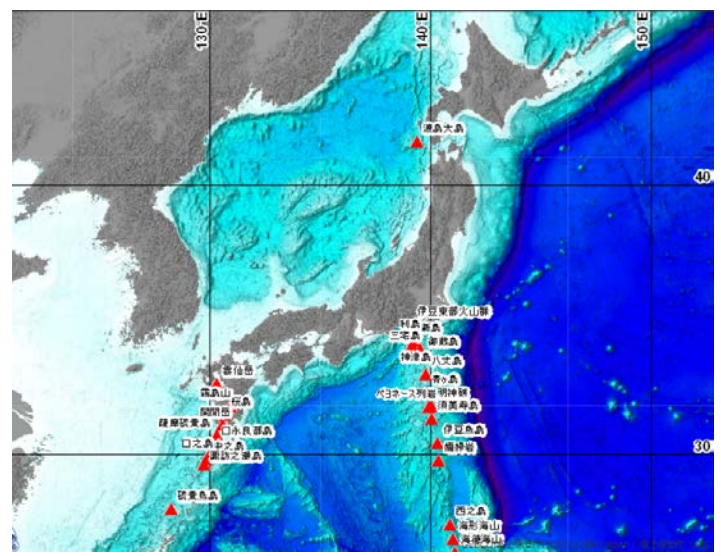 130°E
140°E
150°E
渡島大島
40
伊豆東部火山群
利島
新島
三宅島
御蔵島
神津島
八丈島
雲仙岳
青ヶ島
霧島山
ベヨネース列岩
明神礁
桜島
須美寿島
開聞岳
薩摩硫黄島
口永良部島
伊豆鳥島
口之島
中之島
孀婦岩
30
諏訪之瀬島
硫黄鳥島
西之島
海形海山
海徳海山